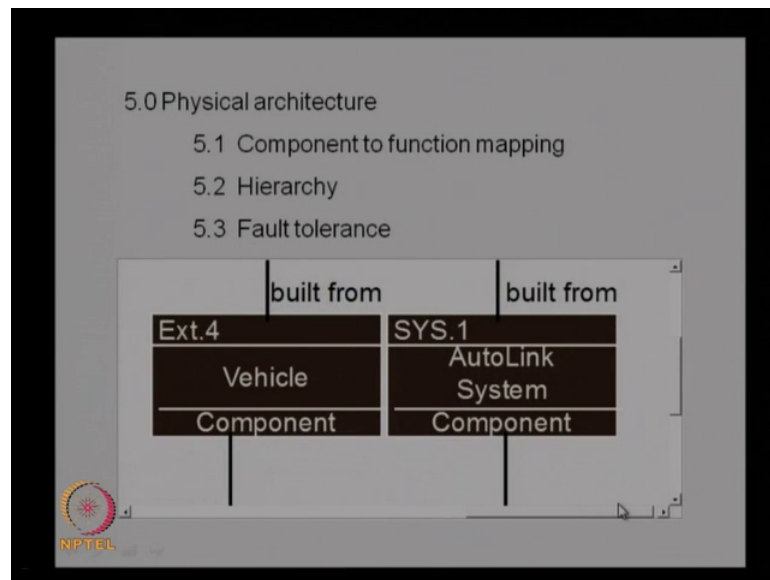 5.0 Physical architecture
5.1 Component to function mapping
5.2 Hierarchy
5.3 Fault tolerance
built from
built from
Ext.4
SYS.1
Vehicle
AutoLink
System
Component
Component
NPTEL